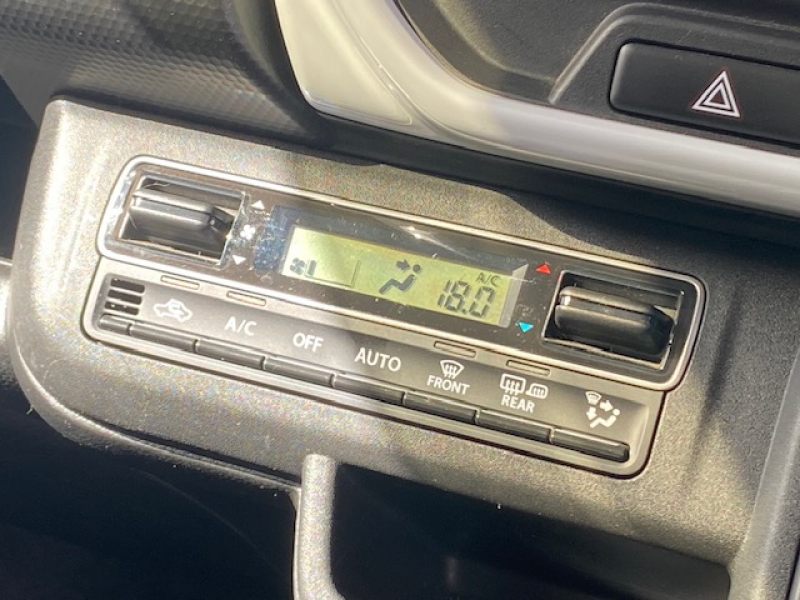 A/C
18.0
A/C
OFF
AUTO
FRONT
REAR